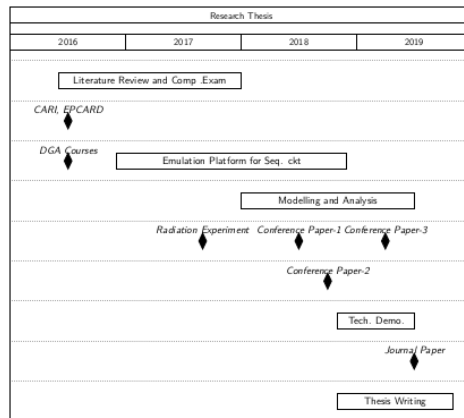 Research Thesis
2016 2017 2018 2019
Literature Review and Comp .Exam
CARI, EPCARD
DGA Courses
Emulation Platform for Seq. ckt
Modelling and Analysis
Radiation Experiment Conference Paper-1 Conference Paper-3
Conference Paper-2
Tech. Demo.
Journal Paper
Thesis Writing